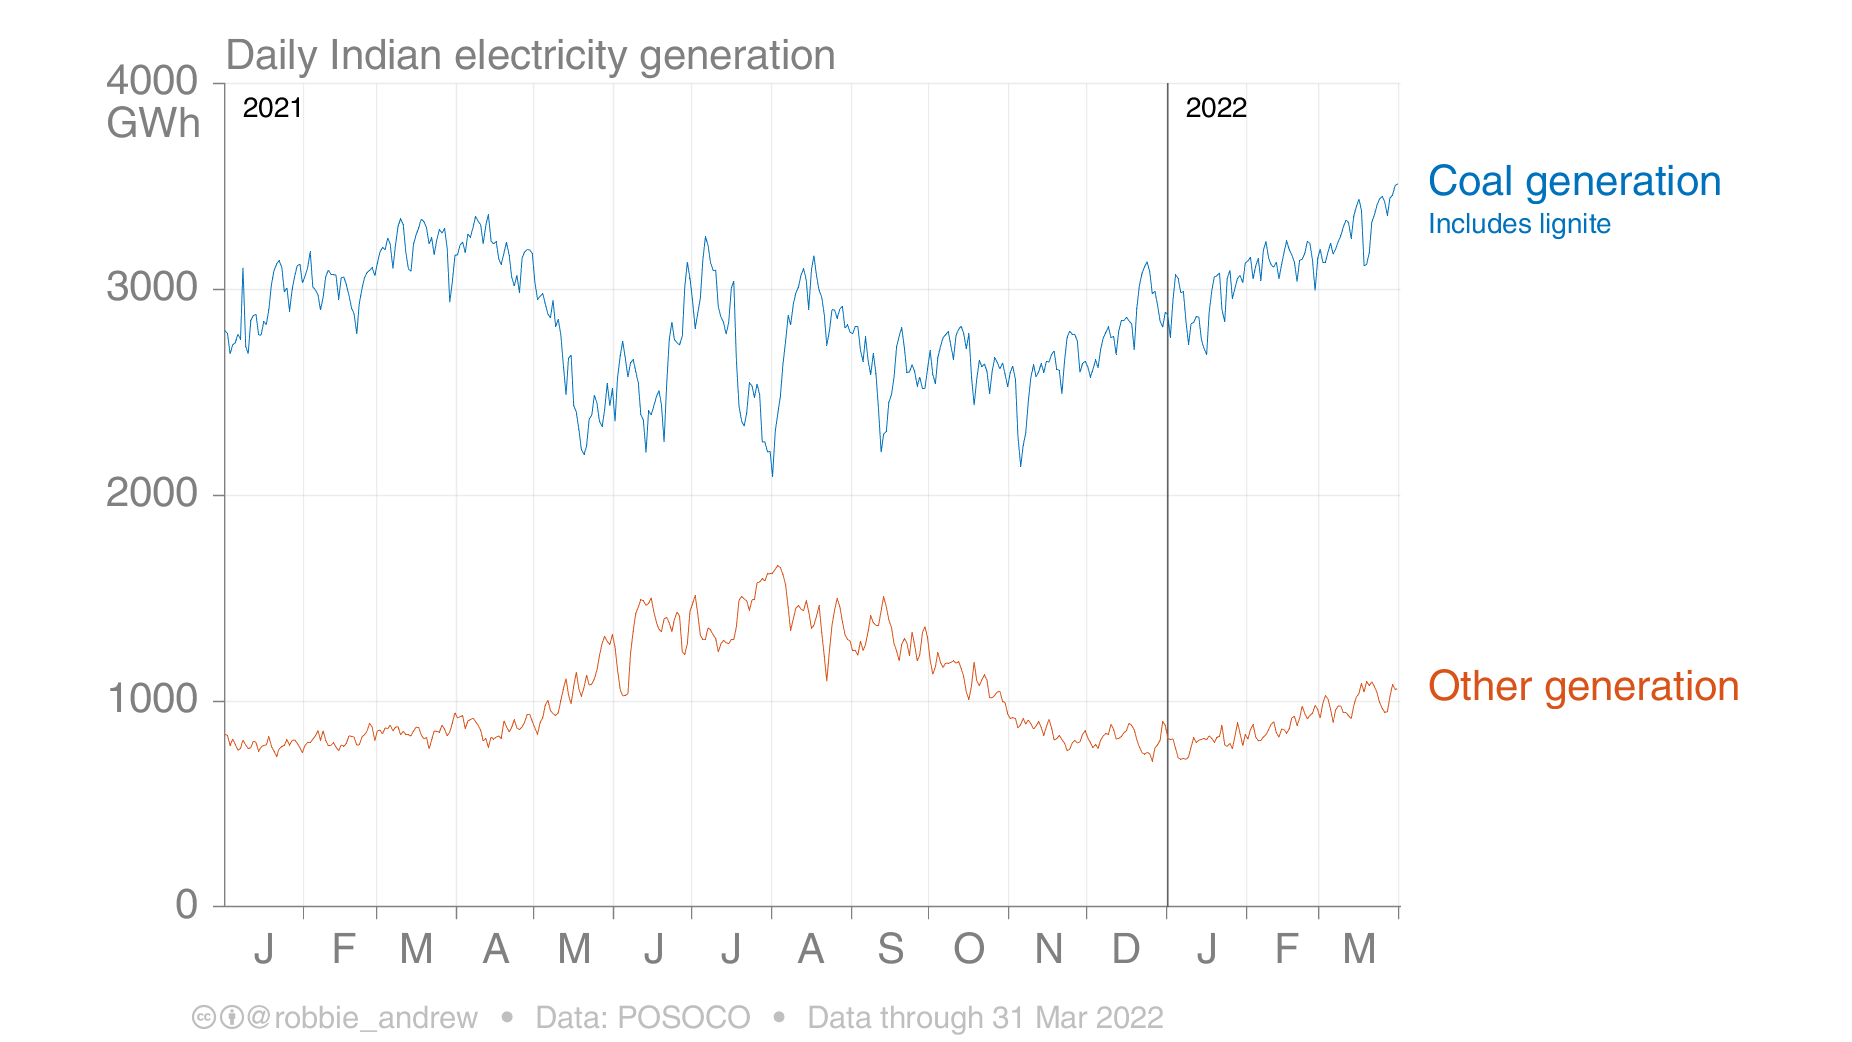 Daily Indian electricity generation
4000
GWh
2021
2022
Coal generation
Includes lignite
3000
2000
Other generation
1000
0
J F M A M J J A S O N D J F M
@robbie_andrew • Data: POSOCO • Data through 31 Mar 2022